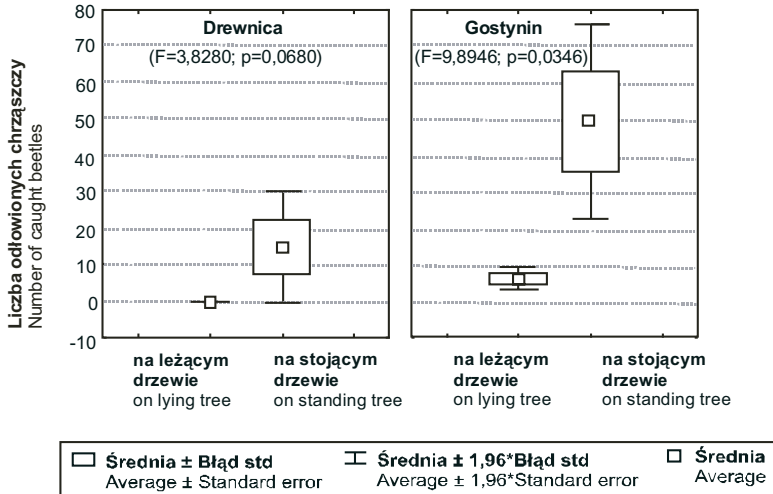 Liczba odłowionych chrząszczy
Number of caught beetles
80
70
60
50
40
30
20
10
0
-10
Drewnica
(F=3,8280; p=0,0680)
Gostynin
(F=9,8946; p=0,0346)
na leżącym
drzewie
on lying tree
na stojącym
drzewie
on standing tree
na leżącym
drzewie
on lying tree
na stojącym
drzewie
on standing tree
Średnia ± Błąd std
Average ± Standard error
Średnia ± 1,96*Błąd std
Average ± 1,96*Standard error
Średnia
Average